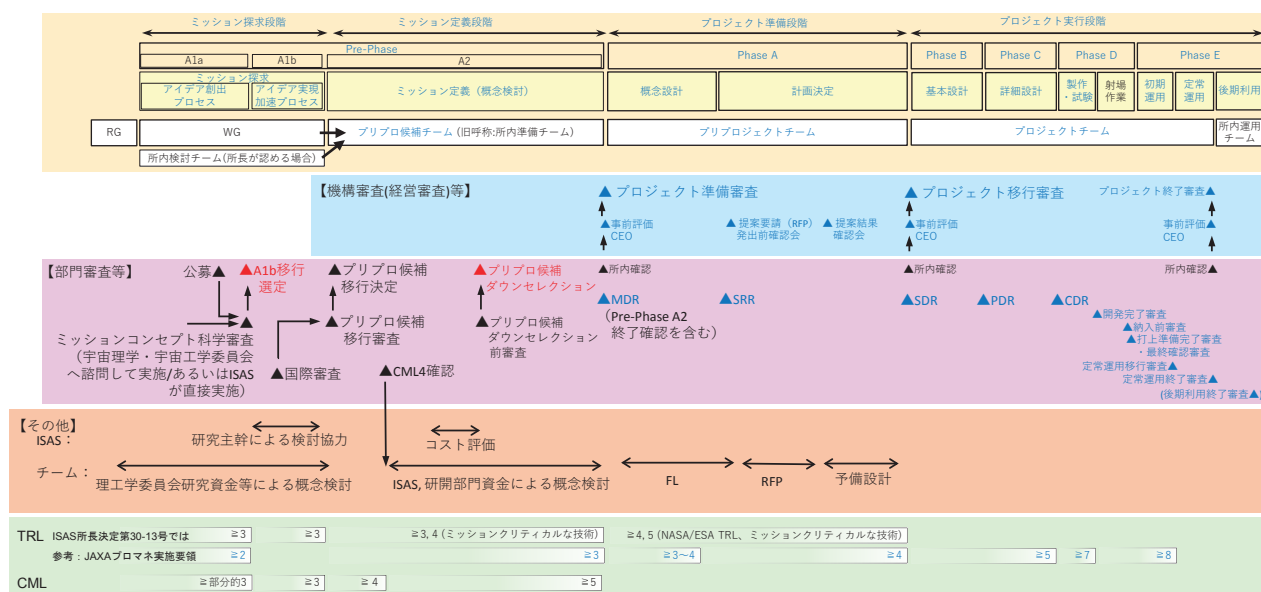 ミッション探求段階
ミッション定義段階
プロジェクト準備段階
プロジェクト実行段階
Pre-Phase
A1a
A1b
A2
Phase A
Phase B
Phase C
Phase D
Phase E
ミッション探求
アイデア創出
プロセス
アイデア実現
加速プロセス
ミッション定義（概念検討）
概念設計
計画決定
基本設計
詳細設計
製作
・試験
射場
作業
初期
運用
定常
運用
後期利用
RG
WG
プリプロ候補チーム (旧呼称:所内準備チーム)
プリプロジェクトチーム
プロジェクトチーム
所内運用
チーム
所内検討チーム(所長が認める場合)
【機構審査(経営審査)等】
▲プロジェクト準備審査
▲プロジェクト移行審査
プロジェクト終了審査▲
▲事前評価
CEO
▲提案要請（RFP）
発出前確認会
▲提案結果
確認会
▲事前評価
CEO
事前評価▲
CEO
【部門審査等】
公募▲
▲A1b移行
選定
▲プリプロ候補
移行決定
▲プリプロ候補
ダウンセレクション
▲所内確認
▲所内確認
所内確認▲
▲MDR
(Pre-Phase A2
終了確認を含む)
▲SRR
▲SDR
▲PDR
▲CDR
▲開発完了審査
▲納入前審査
▲打上準備完了審査
・最終確認審査
定常運用移行審査▲
定常運用終了審査▲
(後期利用終了審査▲)
▲
ミッションコンセプト科学審査
(宇宙理学・宇宙工学委員会
へ諮問して実施/あるいはISAS
が直接実施)
▲プリプロ候補
移行審査
▲プリプロ候補
ダウンセレクション
前審査
▲国際審査
▲CML4確認
【その他】
ISAS：
研究主幹による検討協力
コスト評価
チーム：
理工学委員会研究資金等による概念検討
ISAS, 研開部門資金による概念検討
FL
RFP
予備設計
TRL ISAS所長決定第30-13号では
≧3
≧3
≧3, 4 (ミッションクリティカルな技術)
≧4, 5 (NASA/ESA TRL、ミッションクリティカルな技術)
参考：JAXAプロマネ実施要領
≧2
≧3
≧3～4
≧4
≧5
≧7
≧8
CML
≧部分的3
≧3
≧4
≧5